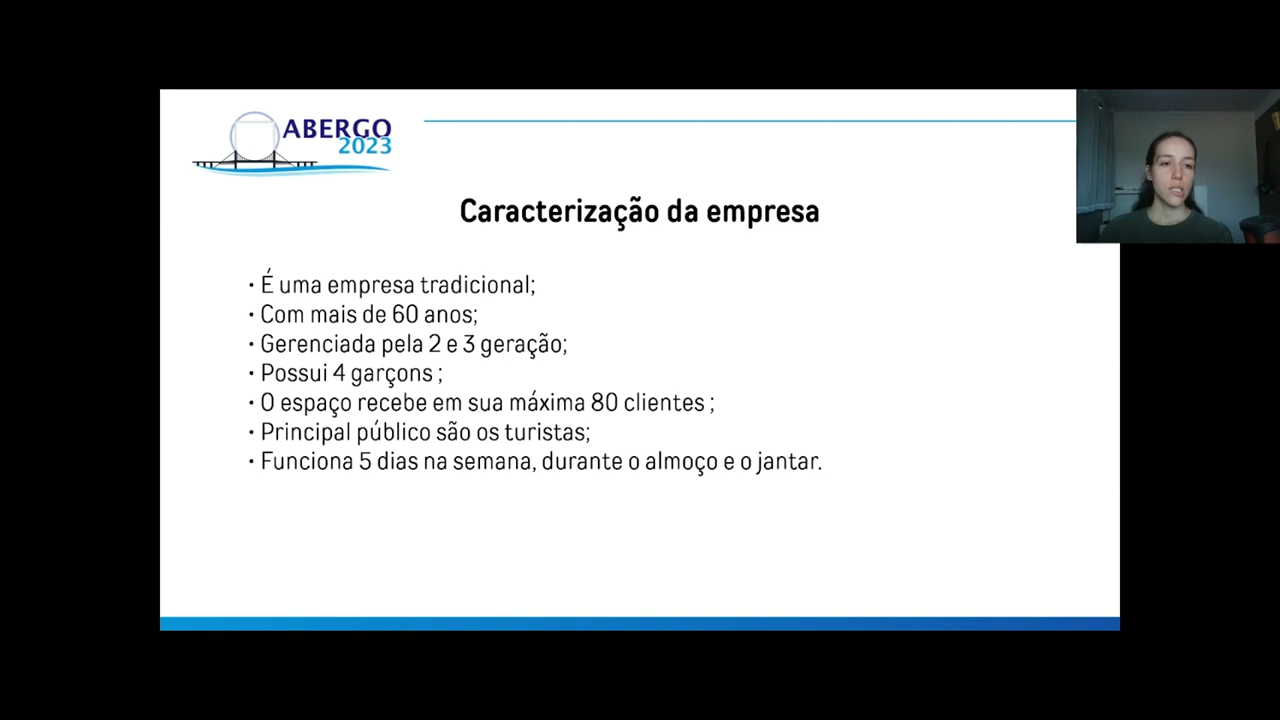 ABERGO
2023
Caracterização da empresa
• É uma empresa tradicional;
• Com mais de 60 anos;
• Gerenciada pela 2 e 3 geração;
• Possui 4 garçons ;
• O espaço recebe em sua máxima 80 clientes ;
• Principal público são os turistas;
• Funciona 5 dias na semana, durante o almoço e o jantar.